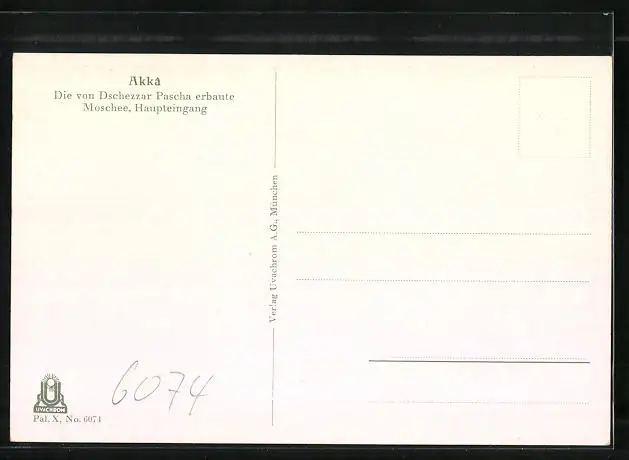 Akkâ
Die von Dschezzar Pascha erbaute
Moschee, Haupteingang
Verlag Uvachrom A.G., München
UVACHROM
Pal. X, No. 6074
6074